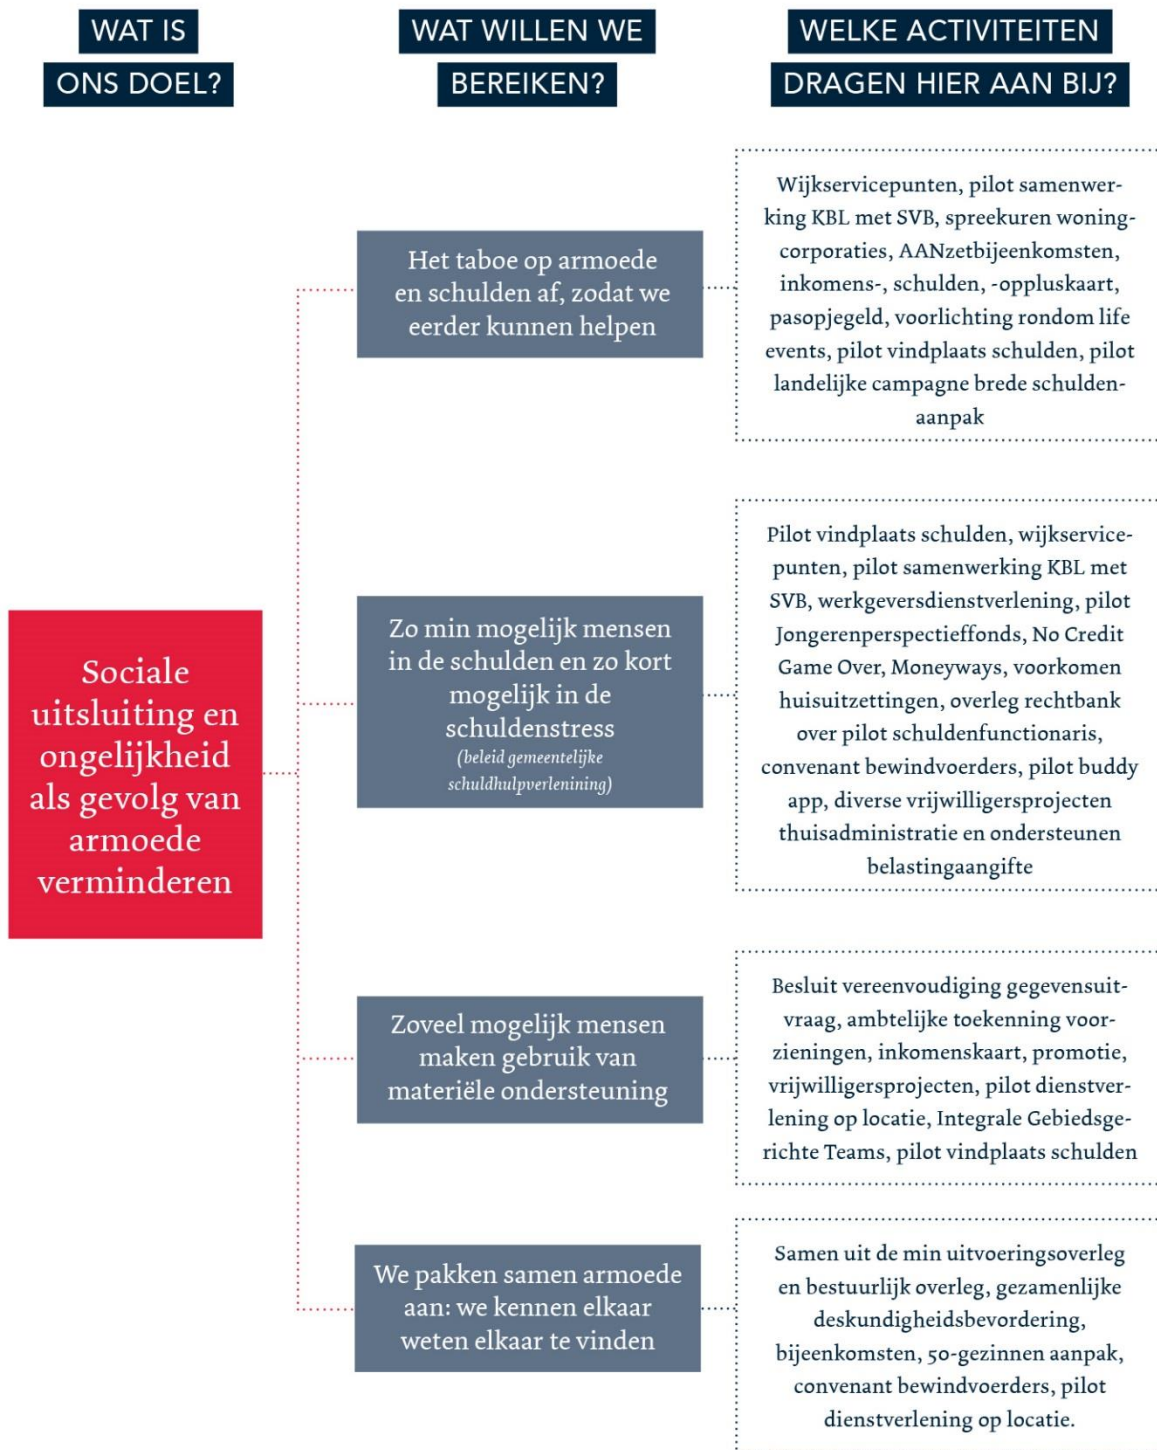 WAT IS
ONS DOEL?
WAT WILLEN WE
BEREIKEN?
WELKE ACTIVITEITEN
DRAGEN HIER AAN BIJ?
Sociale
uitsluiting en
ongelijkheid
als gevolg van
armoede
verminderen
Het taboe op armoede
en schulden af, zodat we
eerder kunnen helpen
Wijkservicepunten, pilot samenwer-
king KBL met SVB, spreekuren woning-
corporaties, AANzetbijeenkomsten,
inkomens-, schulden, -oppluskaart,
pasopjegeld, voorlichting rondom life
events, pilot vindplaats schulden, pilot
landelijke campagne brede schulden-
aanpak
Zo min mogelijk mensen
in de schulden en zo kort
mogelijk in de
schuldenstress
(beleid gemeentelijke
schuldhulpverlenining)
Pilot vindplaats schulden, wijkservice-
punten, pilot samenwerking KBL met
SVB, werkgeversdienstverlening, pilot
Jongerenperspectieffonds, No Credit
Game Over, Moneyways, voorkomen
huisuitzettingen, overleg rechtbank
over pilot schuldenfunctionaris,
convenant bewindvoerders, pilot buddy
app, diverse vrijwilligersprojecten
thuisadministratie en ondersteunen
belastingaangifte
Zoveel mogelijk mensen
maken gebruik van
materiële ondersteuning
Besluit vereenvoudiging gegevensuit-
vraag, ambtelijke toekenning voor-
zieningen, inkomenskaart, promotie,
vrijwilligersprojecten, pilot dienstver-
lening op locatie, Integrale Gebiedsge-
richte Teams, pilot vindplaats schulden
We pakken samen armoede
aan: we kennen elkaar
weten elkaar te vinden
Samen uit de min uitvoeringsoverleg
en bestuurlijk overleg, gezamenlijke
deskundigheidsbevordering,
bijeenkomsten, 50-gezinnen aanpak,
convenant bewindvoerders, pilot
dienstverlening op locatie.